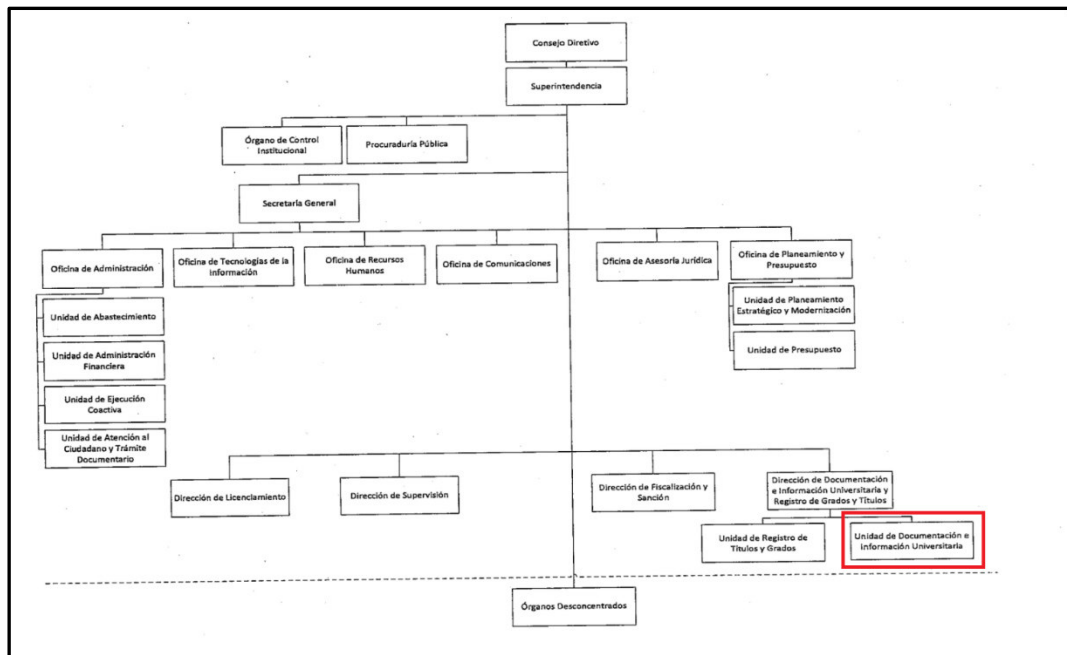 Consejo Diretivo
Superintendencia
Órgano de Control
Institucional
Procuraduría Pública
Secretaría General
Oficina de Administración
Oficina de Tecnologías de la
Información
Oficina de Recursos
Humanos
Oficina de Comunicaciones
Oficina de Asesoría Jurídica
Oficina de Planeamiento y
Presupuesto
Unidad de Abastecimiento
Unidad de Administración
Financiera
Unidad de Ejecución
Coactiva
Unidad de Atención al
Ciudadano y Trámite
Documentario
Unidad de Planeamiento
Estratégico y Modernización
Unidad de Presupuesto
Dirección de Licenciamiento
Dirección de Supervisión
Dirección de Fiscalización y
Sanción
Dirección de Documentación
e Información Universitaria y
Registro de Grados y Títulos
Unidad de Registro de
Títulos y Grados
Unidad de Documentación e
Información Universitaria
Órganos Desconcentrados